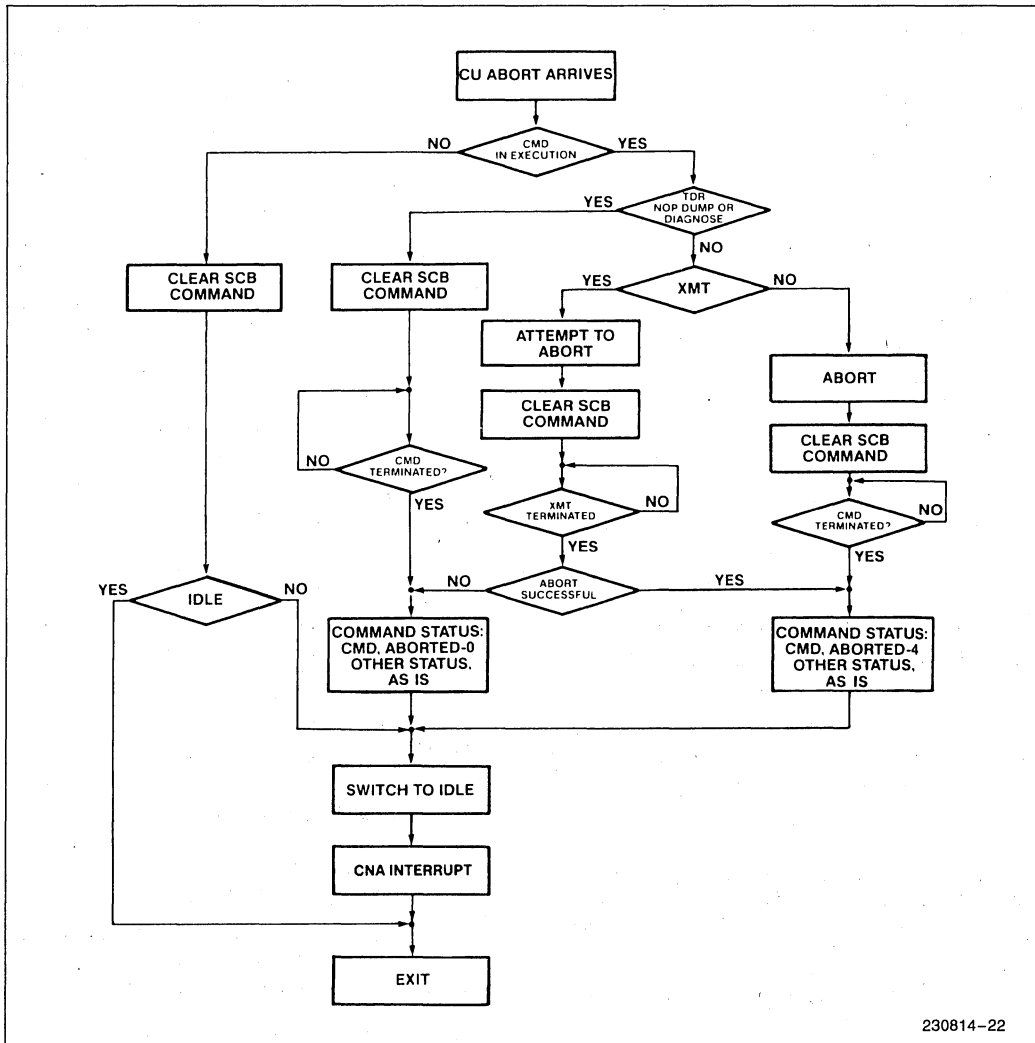 CU ABORT ARRIVES
NO
CMD
IN EXECUTION
YES
YES
TDR
NOP DUMP OR
DIAGNOSE
NO
CLEAR SCB
COMMAND
CLEAR SCB
COMMAND
YES
XMT
NO
ATTEMPT TO
ABORT
ABORT
CLEAR SCB
COMMAND
CLEAR SCB
COMMAND
NO
CMD
TERMINATED?
YES
XMT
TERMINATED
NO
YES
CMD
TERMINATED?
NO
YES
YES
IDLE
NO
NO
ABORT
SUCCESSFUL
YES
COMMAND STATUS:
CMD, ABORTED-0
OTHER STATUS,
AS IS
COMMAND STATUS:
CMD, ABORTED-4
OTHER STATUS,
AS IS
SWITCH TO IDLE
CNA INTERRUPT
EXIT
230814-22